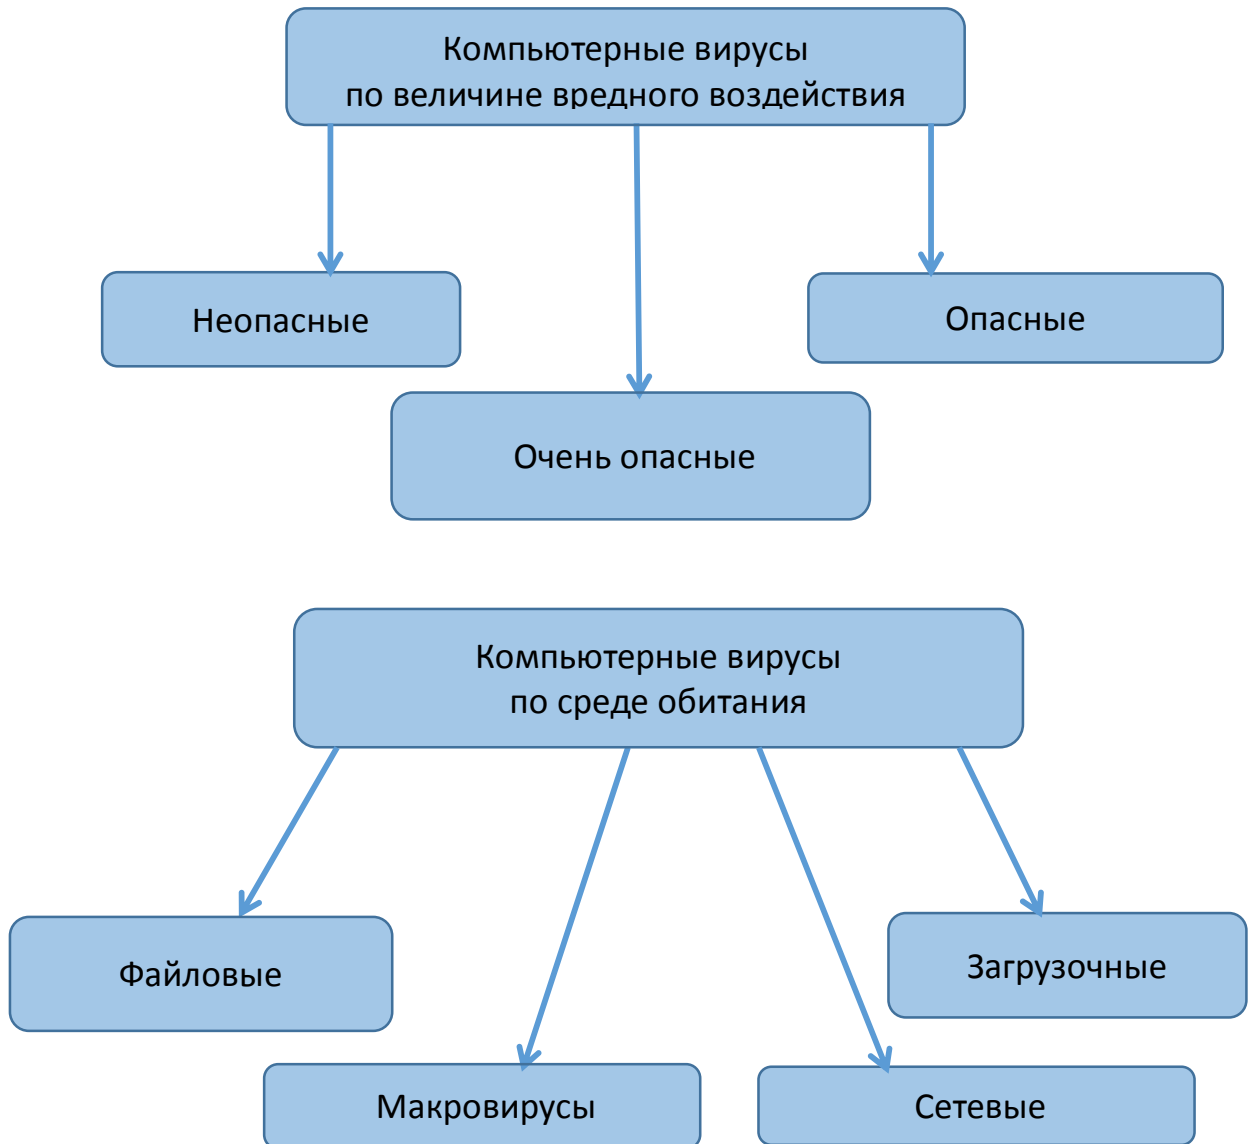 Компьютерные вирусы
по величине вредного воздействия
Неопасные
Опасные
Очень опасные
Компьютерные вирусы
по среде обитания
Файловые
Загрузочные
Макровирусы
Сетевые